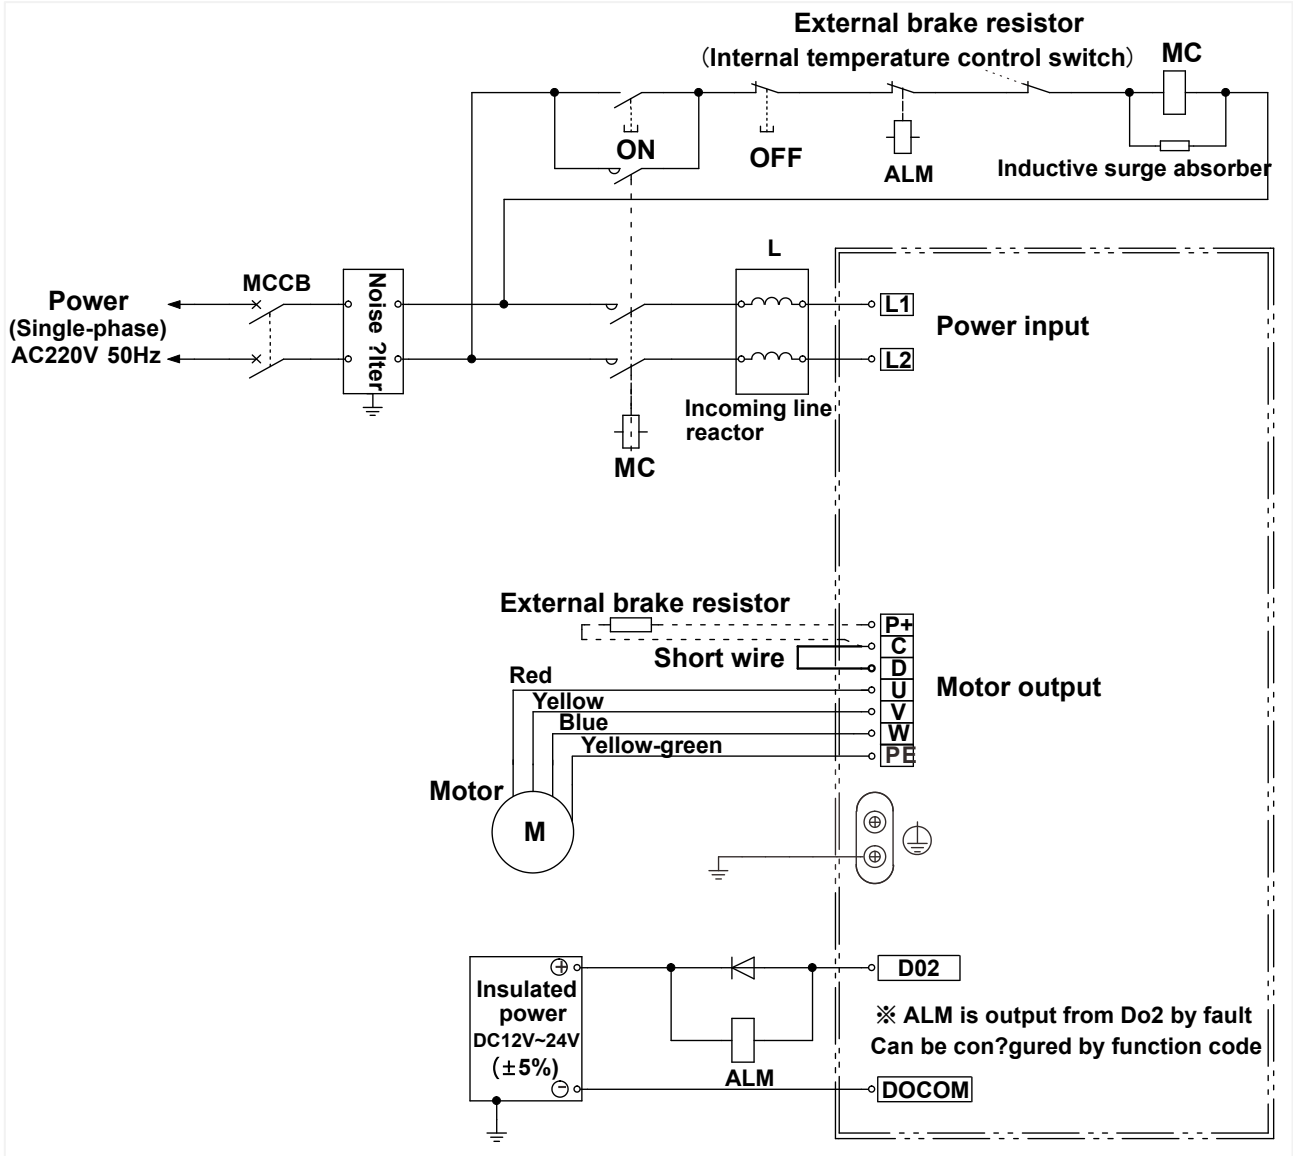 External brake resistor
(Internal temperature control switch)
MC
ON
OFF
ALM
Inductive surge absorber
L
MCCB
Noise ?lter
Power
(Single-phase)
AC220V 50Hz
L1
Power input
L2
Incoming line
reactor
MC
External brake resistor
P+
C
Short wire
D
Red
U
Motor output
Yellow
V
Blue
W
Yellow-green
PE
Motor
M
D02
Insulated
power
DC12V~24V
(±5%)
※ ALM is output from Do2 by fault
Can be con?gured by function code
ALM
DOCOM